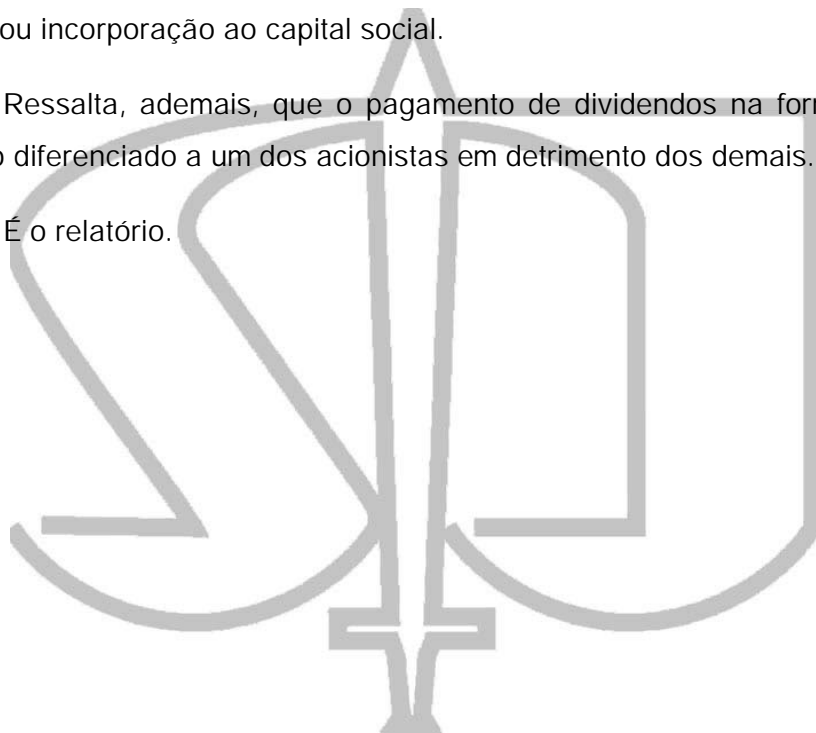 ou incorporação ao capital social.
Ressalta, ademais, que o pagamento de dividendos na
o diferenciado a um dos acionistas em detrimento dos demais.
É o relatório.